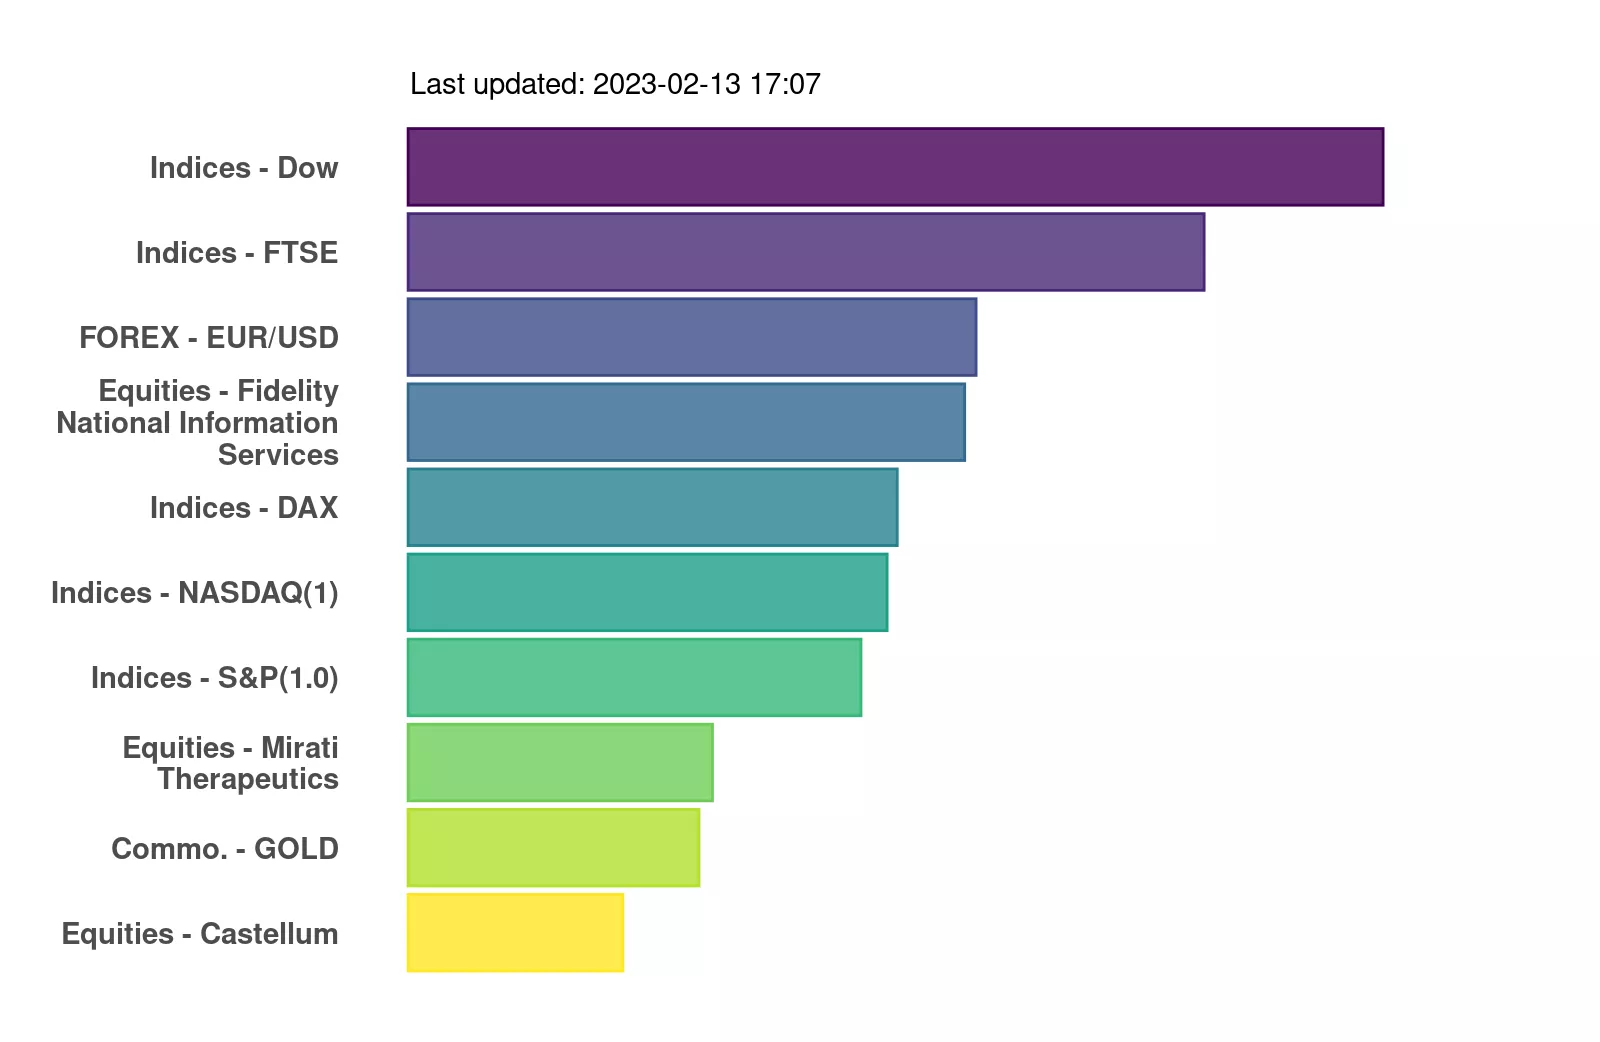 Last updated: 2023-02-13 17:07
Indices - Dow
Indices - FTSE
FOREX - EUR/USD
Equities - Fidelity
National Information
Services
Indices - DAX
Indices - NASDAQ(1)
Indices - S&P(1.0)
Equities - Mirati
Therapeutics
Commo. - GOLD
Equities - Castellum